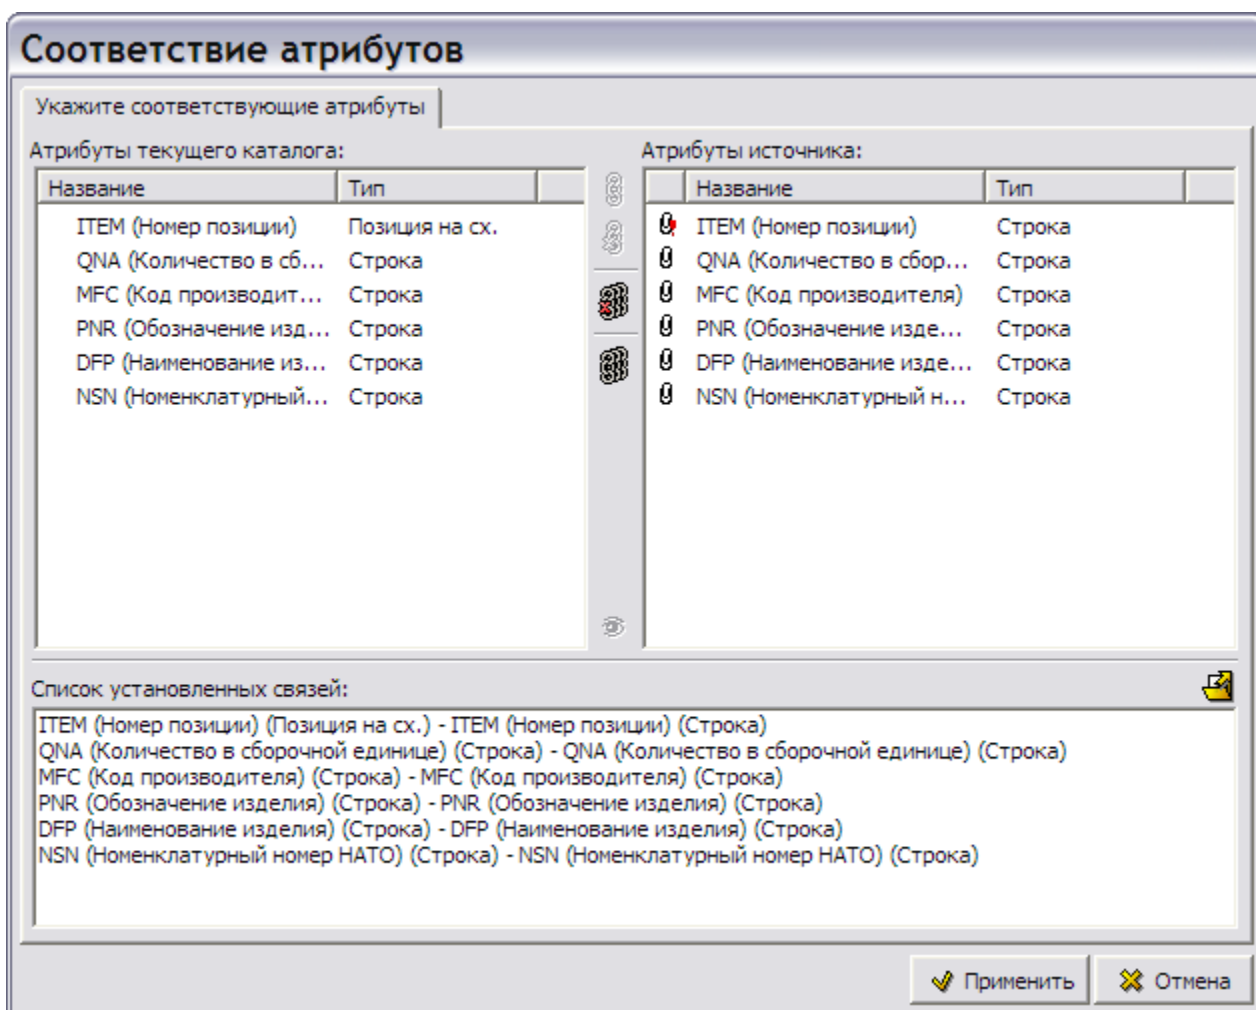 Соответствие атрибутов
Укажите соответствующие атрибуты
Атрибуты текущего каталога:
Название Тип
ITEM (Номер позиции) Позиция на сх.
QNA (Количество в сб... Строка
MFC (Код производит... Строка
PNR (Обозначение изд... Строка
DFP (Наименование из... Строка
NSN (Номенклатурный... Строка
Атрибуты источника:
Название Тип
ITEM (Номер позиции) Строка
QNA (Количество в сбор... Строка
MFC (Код производителя) Строка
PNR (Обозначение изде... Строка
DFP (Наименование изде... Строка
NSN (Номенклатурный н... Строка
Список установленных связей:
ITEM (Номер позиции) (Позиция на сх.) - ITEM (Номер позиции) (Строка)
QNA (Количество в сборочной единице) (Строка) - QNA (Количество в сборочной единице) (Строка)
MFC (Код производителя) (Строка) - MFC (Код производителя) (Строка)
PNR (Обозначение изделия) (Строка) - PNR (Обозначение изделия) (Строка)
DFP (Наименование изделия) (Строка) - DFP (Наименование изделия) (Строка)
NSN (Номенклатурный номер НАТО) (Строка) - NSN (Номенклатурный номер НАТО) (Строка)
Применить Отмена